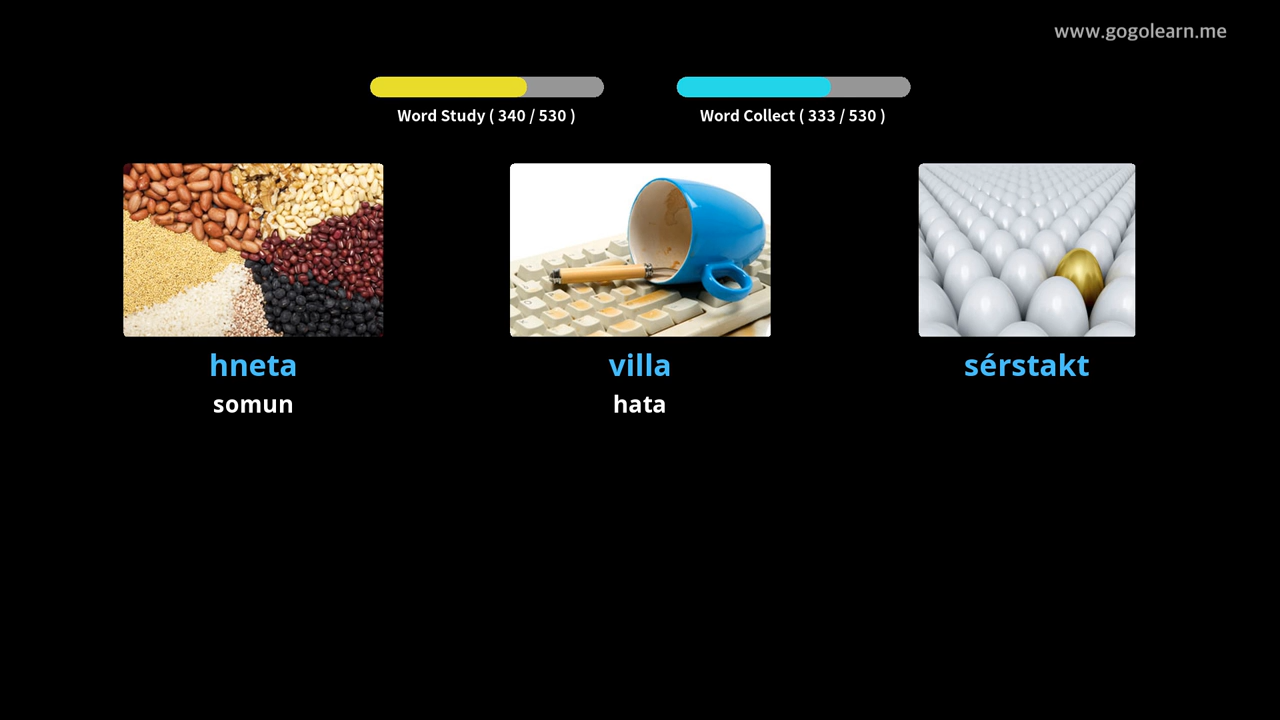 www.gogolearn.me
Word Study ( 340 / 530 )
Word Collect ( 333 / 530 )
hneta
villa
sérstakt
somun
hata